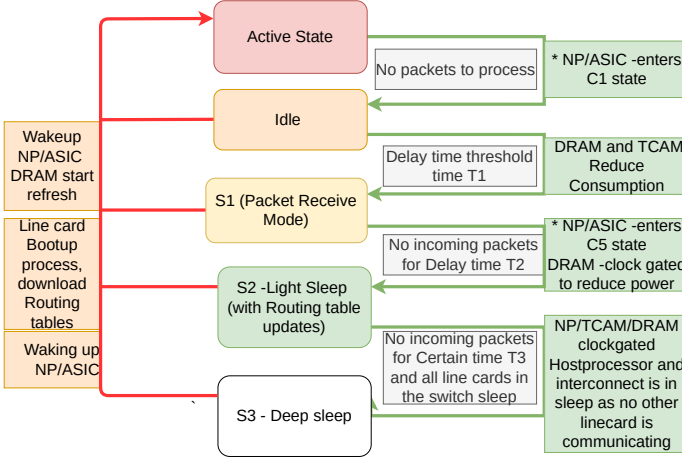 Active State
No packets to process
* NP/ASIC -enters
C1 state
Idle
Wakeup
NP/ASIC
DRAM start
refresh
Delay time threshold
time T1
DRAM and TCAM
Reduce
Consumption
S1 (Packet Receive
Mode)
Line card
Bootup
process,
download
Routing
tables
No incoming packets
for Delay time T2
* NP/ASIC -enters
C5 state
DRAM -clock gated
to reduce power
S2 -Light Sleep
(with Routing table
updates)
Waking up
NP/ASIC
No incoming packets
for Certain time T3
and all line cards in
the switch sleep
NP/TCAM/DRAM
clockgated
Hostprocessor and
interconnect is in
sleep as no other
linecard is
communicating
`
S3 - Deep sleep